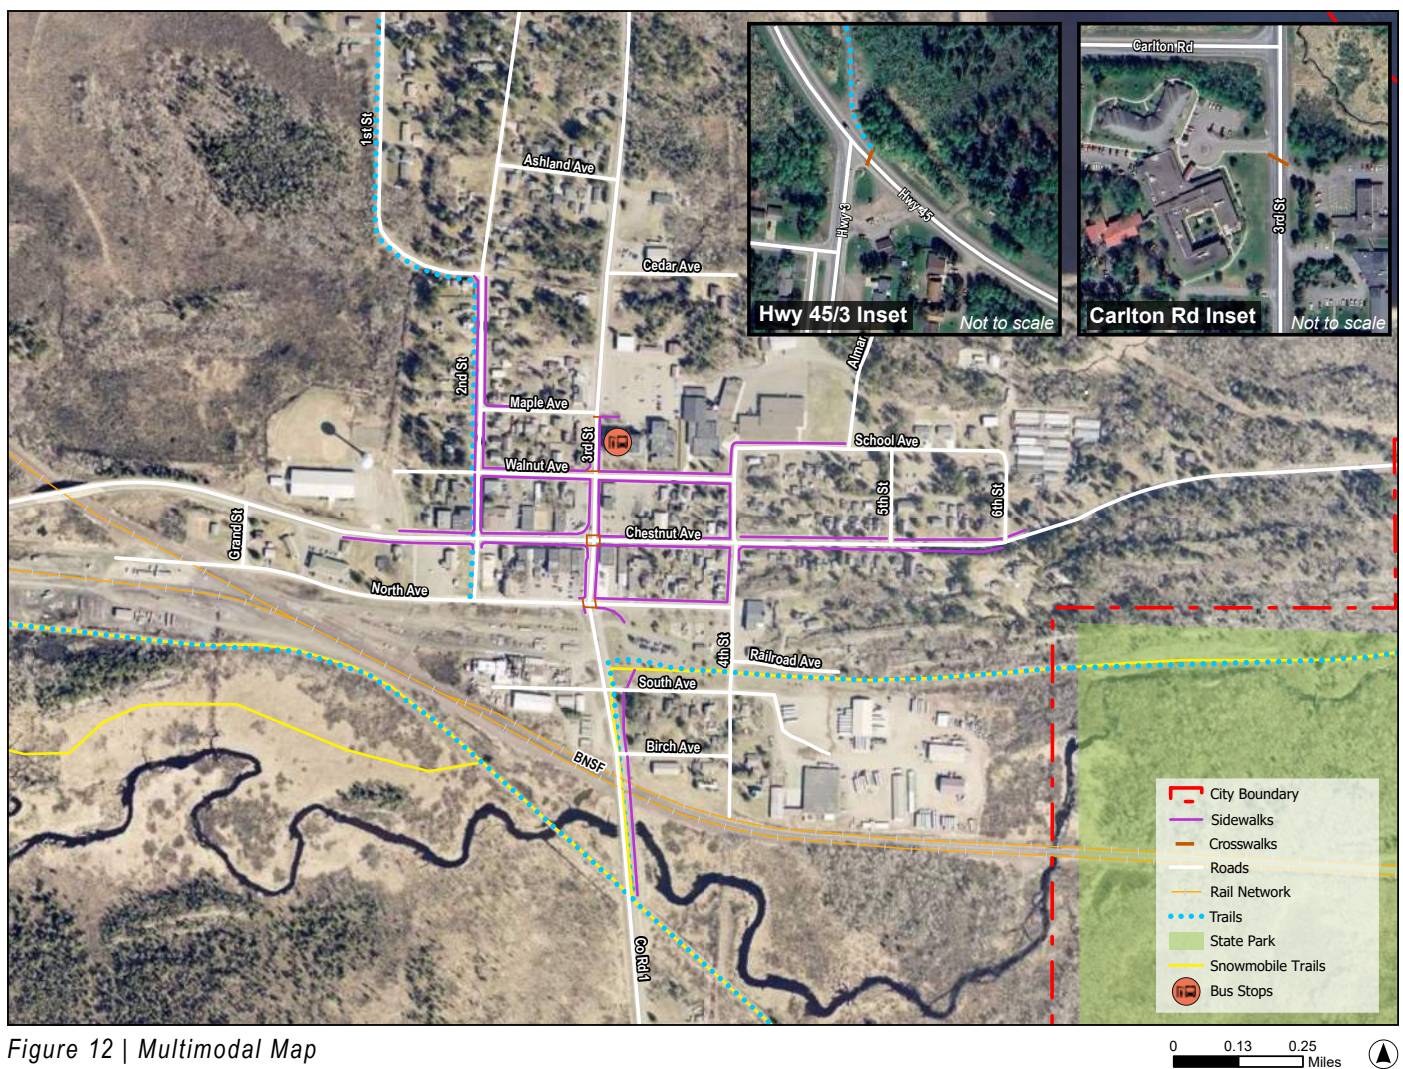 1st St
Ashland Ave
Cedar Ave
2nd St
Maple Ave
3rd St
Walnut Ave
School Ave
5th St
6th St
Grand St
Chestnut Ave
North Ave
4th St
Railroad Ave
South Ave
Birch Ave
BNSF
Co Rd 1
Hwy 3
Hwy 45
Hwy 45/3 Inset
Not to scale
Carlton Rd
3rd St
Carlton Rd Inset
Not to scale
City Boundary
Sidewalks
Crosswalks
Roads
Rail Network
Trails
State Park
Snowmobile Trails
Bus Stops
Figure 12 | Multimodal Map
0 0.13 0.25
Miles